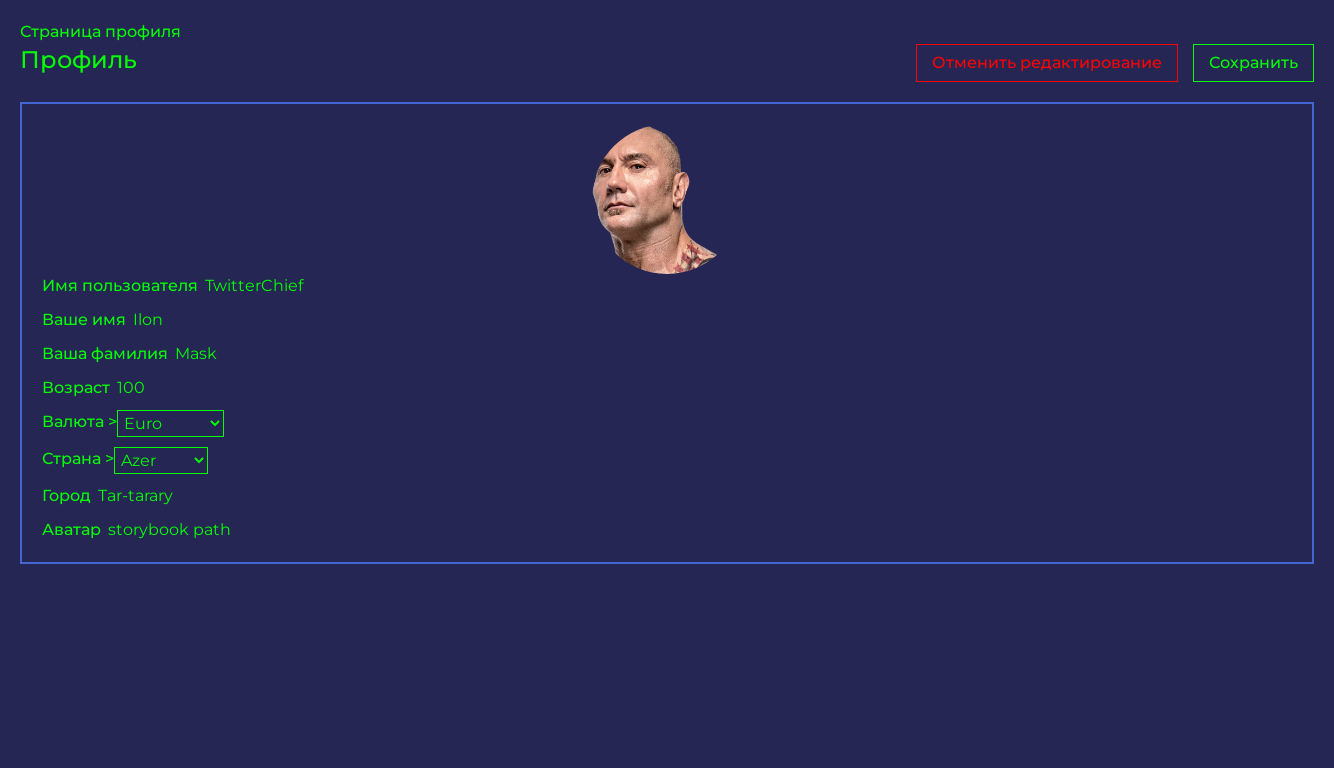 Страница профиля
Профиль
Отменить редактирование
Сохранить
Имя пользователя TwitterChief
Ваше имя Ilon
Ваша фамилия Mask
Возраст 100
Валюта > Euro
Страна > Azer
Город Tar-tarary
Аватар storybook path